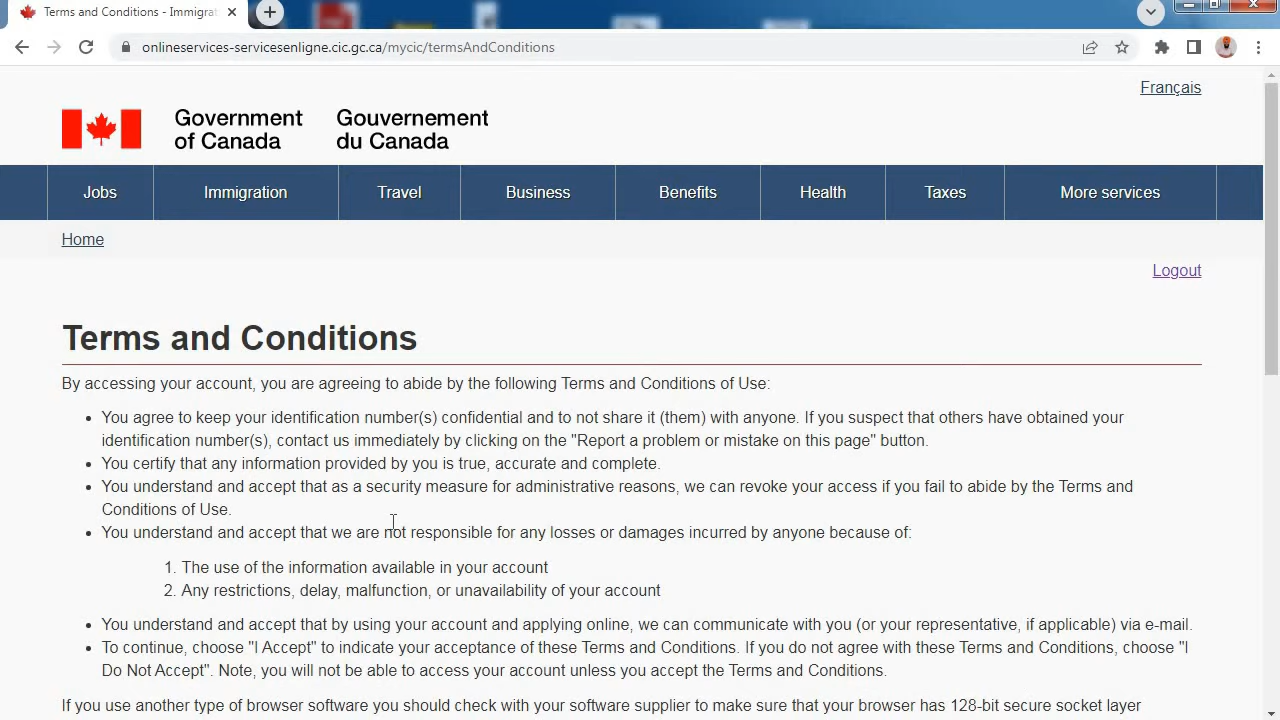 Terms and Conditions - Immigrat
onlineservices-servicesenligne.cic.gc.ca/mycic/termsAndConditions
Français
Government of Canada
Gouvernement du Canada
Jobs
Immigration
Travel
Business
Benefits
Health
Taxes
More services
Home
Logout
Terms and Conditions
By accessing your account, you are agreeing to abide by the following Terms and Conditions of Use:
• You agree to keep your identification number(s) confidential and to not share it (them) with anyone. If you suspect that others have obtained your
identification number(s), contact us immediately by clicking on the "Report a problem or mistake on this page" button.
• You certify that any information provided by you is true, accurate and complete.
• You understand and accept that as a security measure for administrative reasons, we can revoke your access if you fail to abide by the Terms and
Conditions of Use.
• You understand and accept that we are not responsible for any losses or damages incurred by anyone because of:
1. The use of the information available in your account
2. Any restrictions, delay, malfunction, or unavailability of your account
• You understand and accept that by using your account and applying online, we can communicate with you (or your representative, if applicable) via e-mail.
• To continue, choose "I Accept" to indicate your acceptance of these Terms and Conditions. If you do not agree with these Terms and Conditions, choose "I
Do Not Accept". Note, you will not be able to access your account unless you accept the Terms and Conditions.
If you use another type of browser software you should check with your software supplier to make sure that your browser has 128-bit secure socket layer